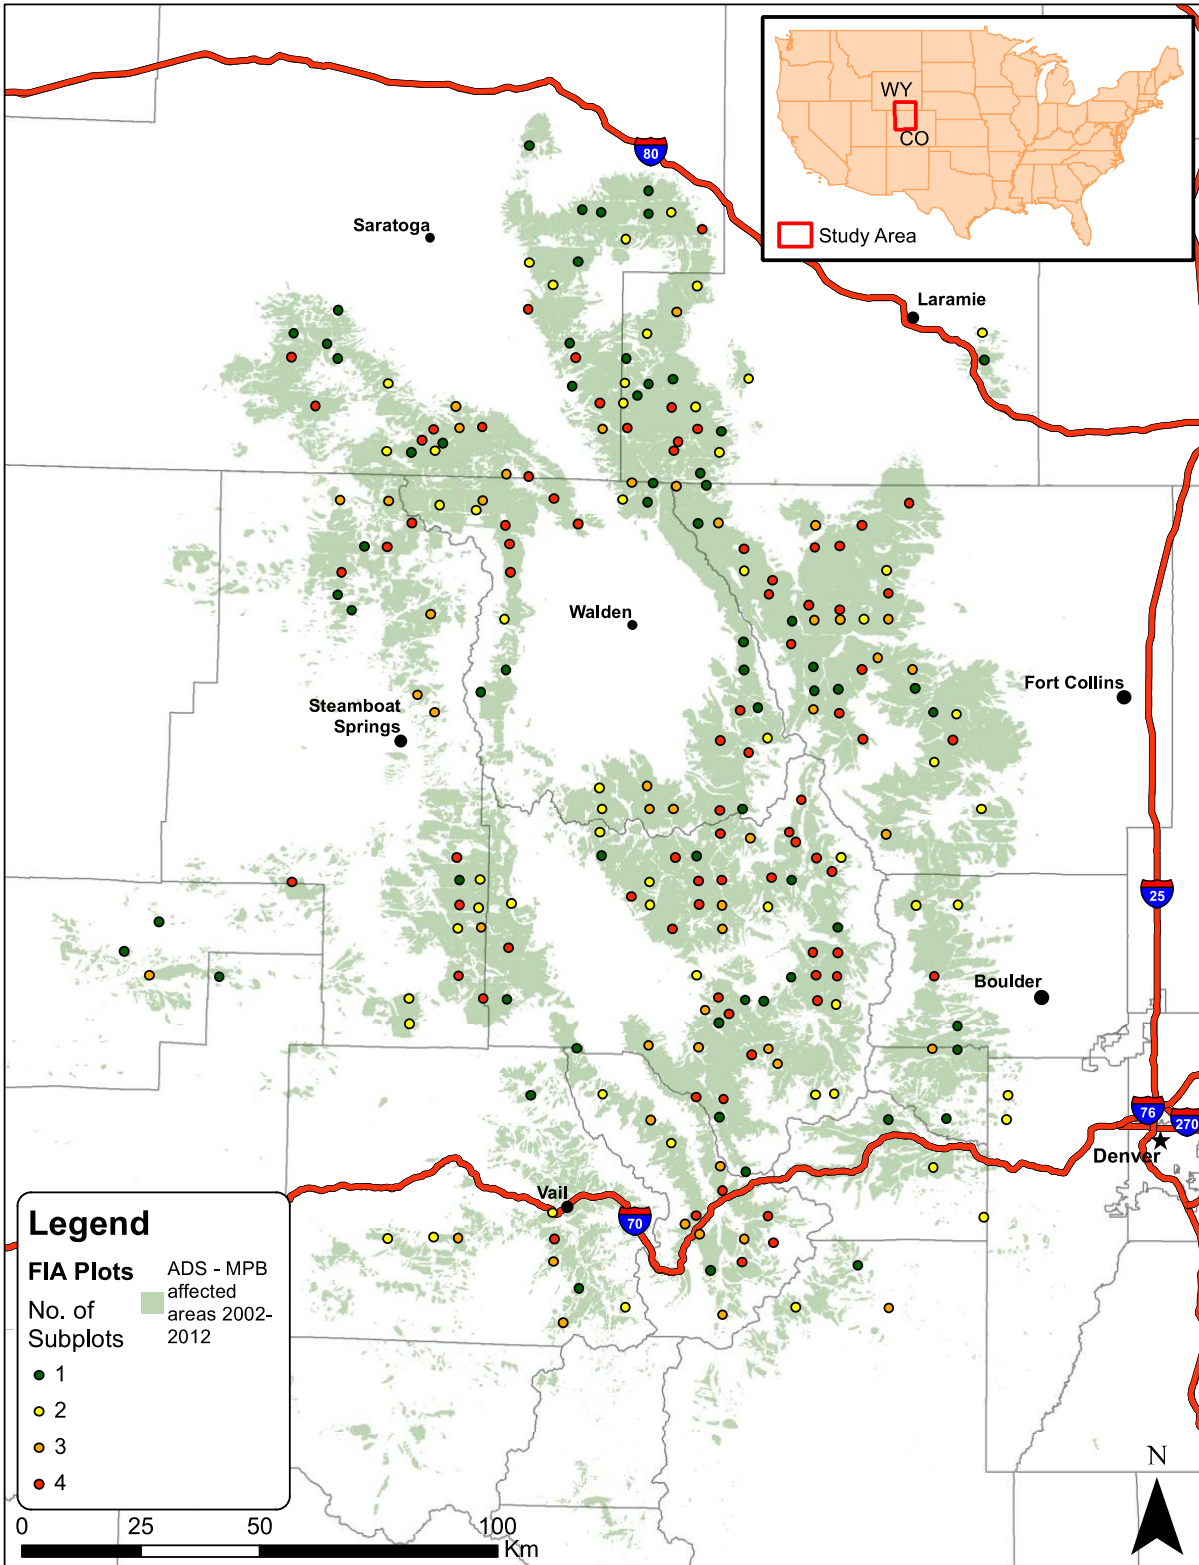 WY
CO
Study Area
80
Saratoga
Laramie
Walden
Fort Collins
Steamboat
Springs
25
Boulder
76
270
Denver
Vail
70
Legend
FIA Plots
No. of
Subplots
ADS - MPB
affected
areas 2002-
2012
1
2
3
4
N
0 25 50 100
Km